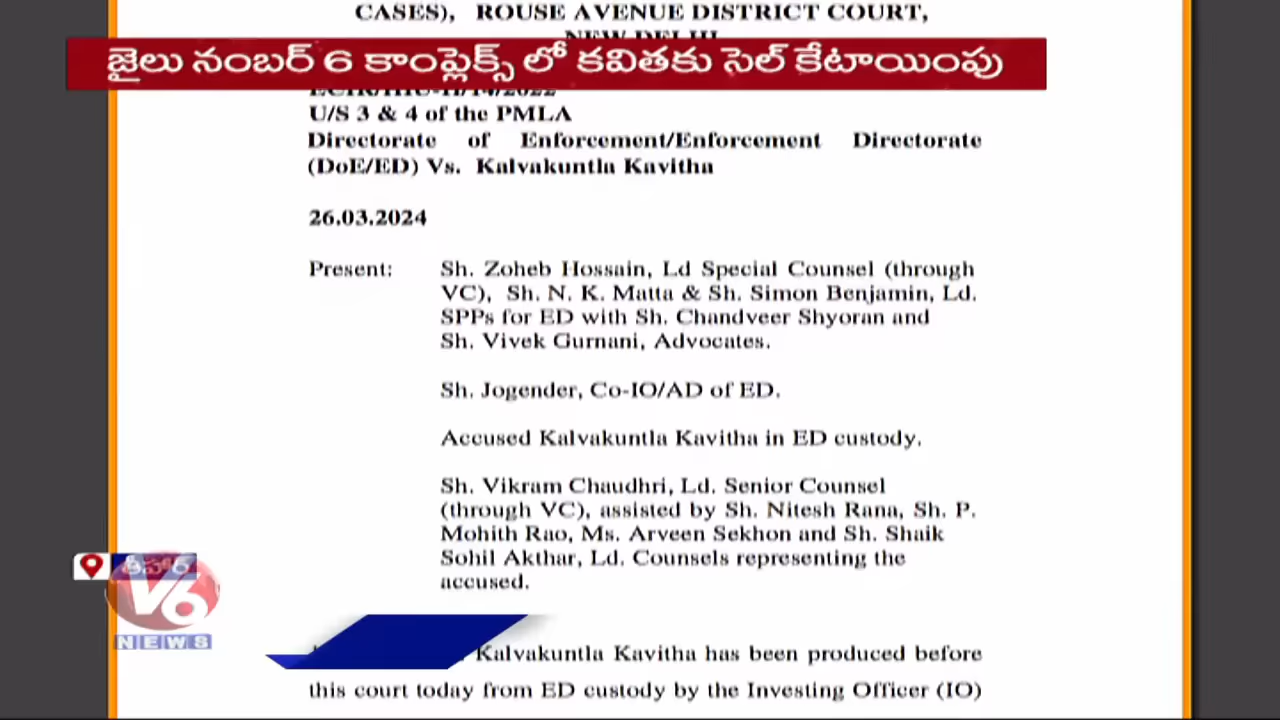 CASES), ROUSE AVENUE DISTRICT COURT,
NEW DELHI
జైలు నంబర్ 6 కాంప్లెక్స్ లో కవితకు సెల్ కేటాయింపు
U/S 3 & 4 of the PMLA
Directorate of Enforcement/Enforcement Directorate
(DoE/ED) Vs. Kalvakuntla Kavitha
26.03.2024
Present: Sh. Zoheb Hossain, Ld Special Counsel (through
VC), Sh. N. K. Matta & Sh. Simon Benjamin, Ld.
SPPs for ED with Sh. Chandveer Shyoran and
Sh. Vivek Gurnani, Advocates.
Sh. Jogender, Co-IO/AD of ED.
Accused Kalvakuntla Kavitha in ED custody.
Sh. Vikram Chaudhri, Ld. Senior Counsel
(through VC), assisted by Sh. Nitesh Rana, Sh. P.
Mohith Rao, Ms. Arveen Sekhon and Sh. Shaik
Sohil Akthar, Ld. Counsels representing the
accused.
V6
NEWS
Kalvakuntla Kavitha has been produced before
this court today from ED custody by the Investing Officer (IO)